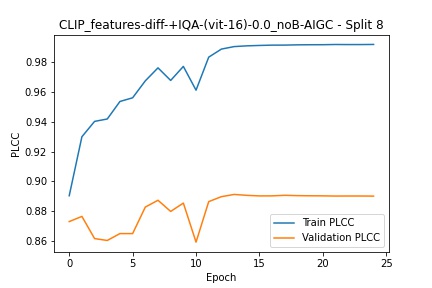 CLIP_features-diff-+IQA-(vit-16)-0.0_noB-AIGC - Split 8
PLCC
0.98
0.96
0.94
0.92
0.90
0.88
0.86
Train PLCC
Validation PLCC
0 5 10 15 20 25
Epoch